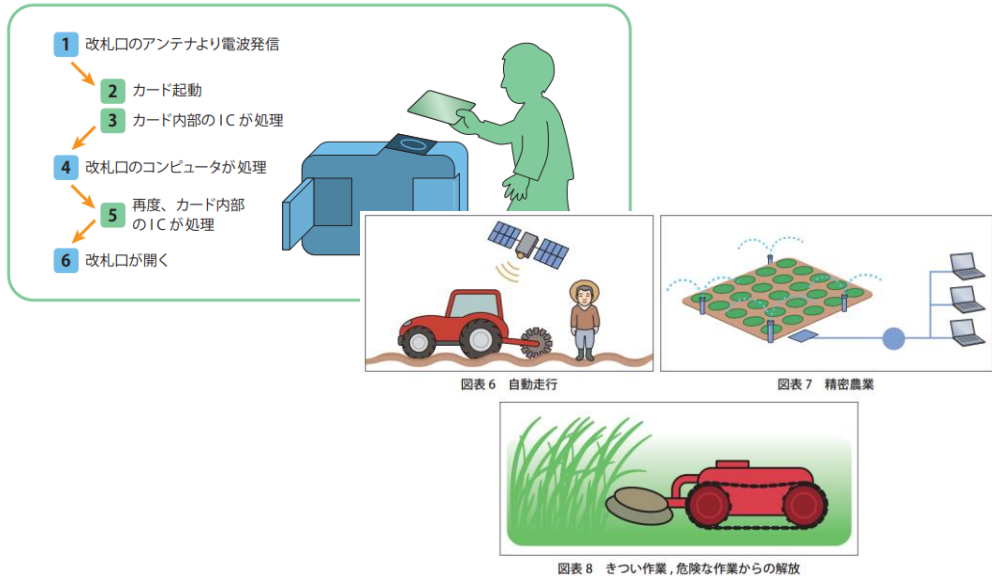 1 改札口のアンテナより電波発信
2 カード起動
3 カード内部のICが処理
4 改札口のコンピュータが処理
5 再度、カード内部
のICが処理
6 改札口が開く
図表6 自動走行
図表7 精密農業
図表8 きつい作業,危険な作業からの解放